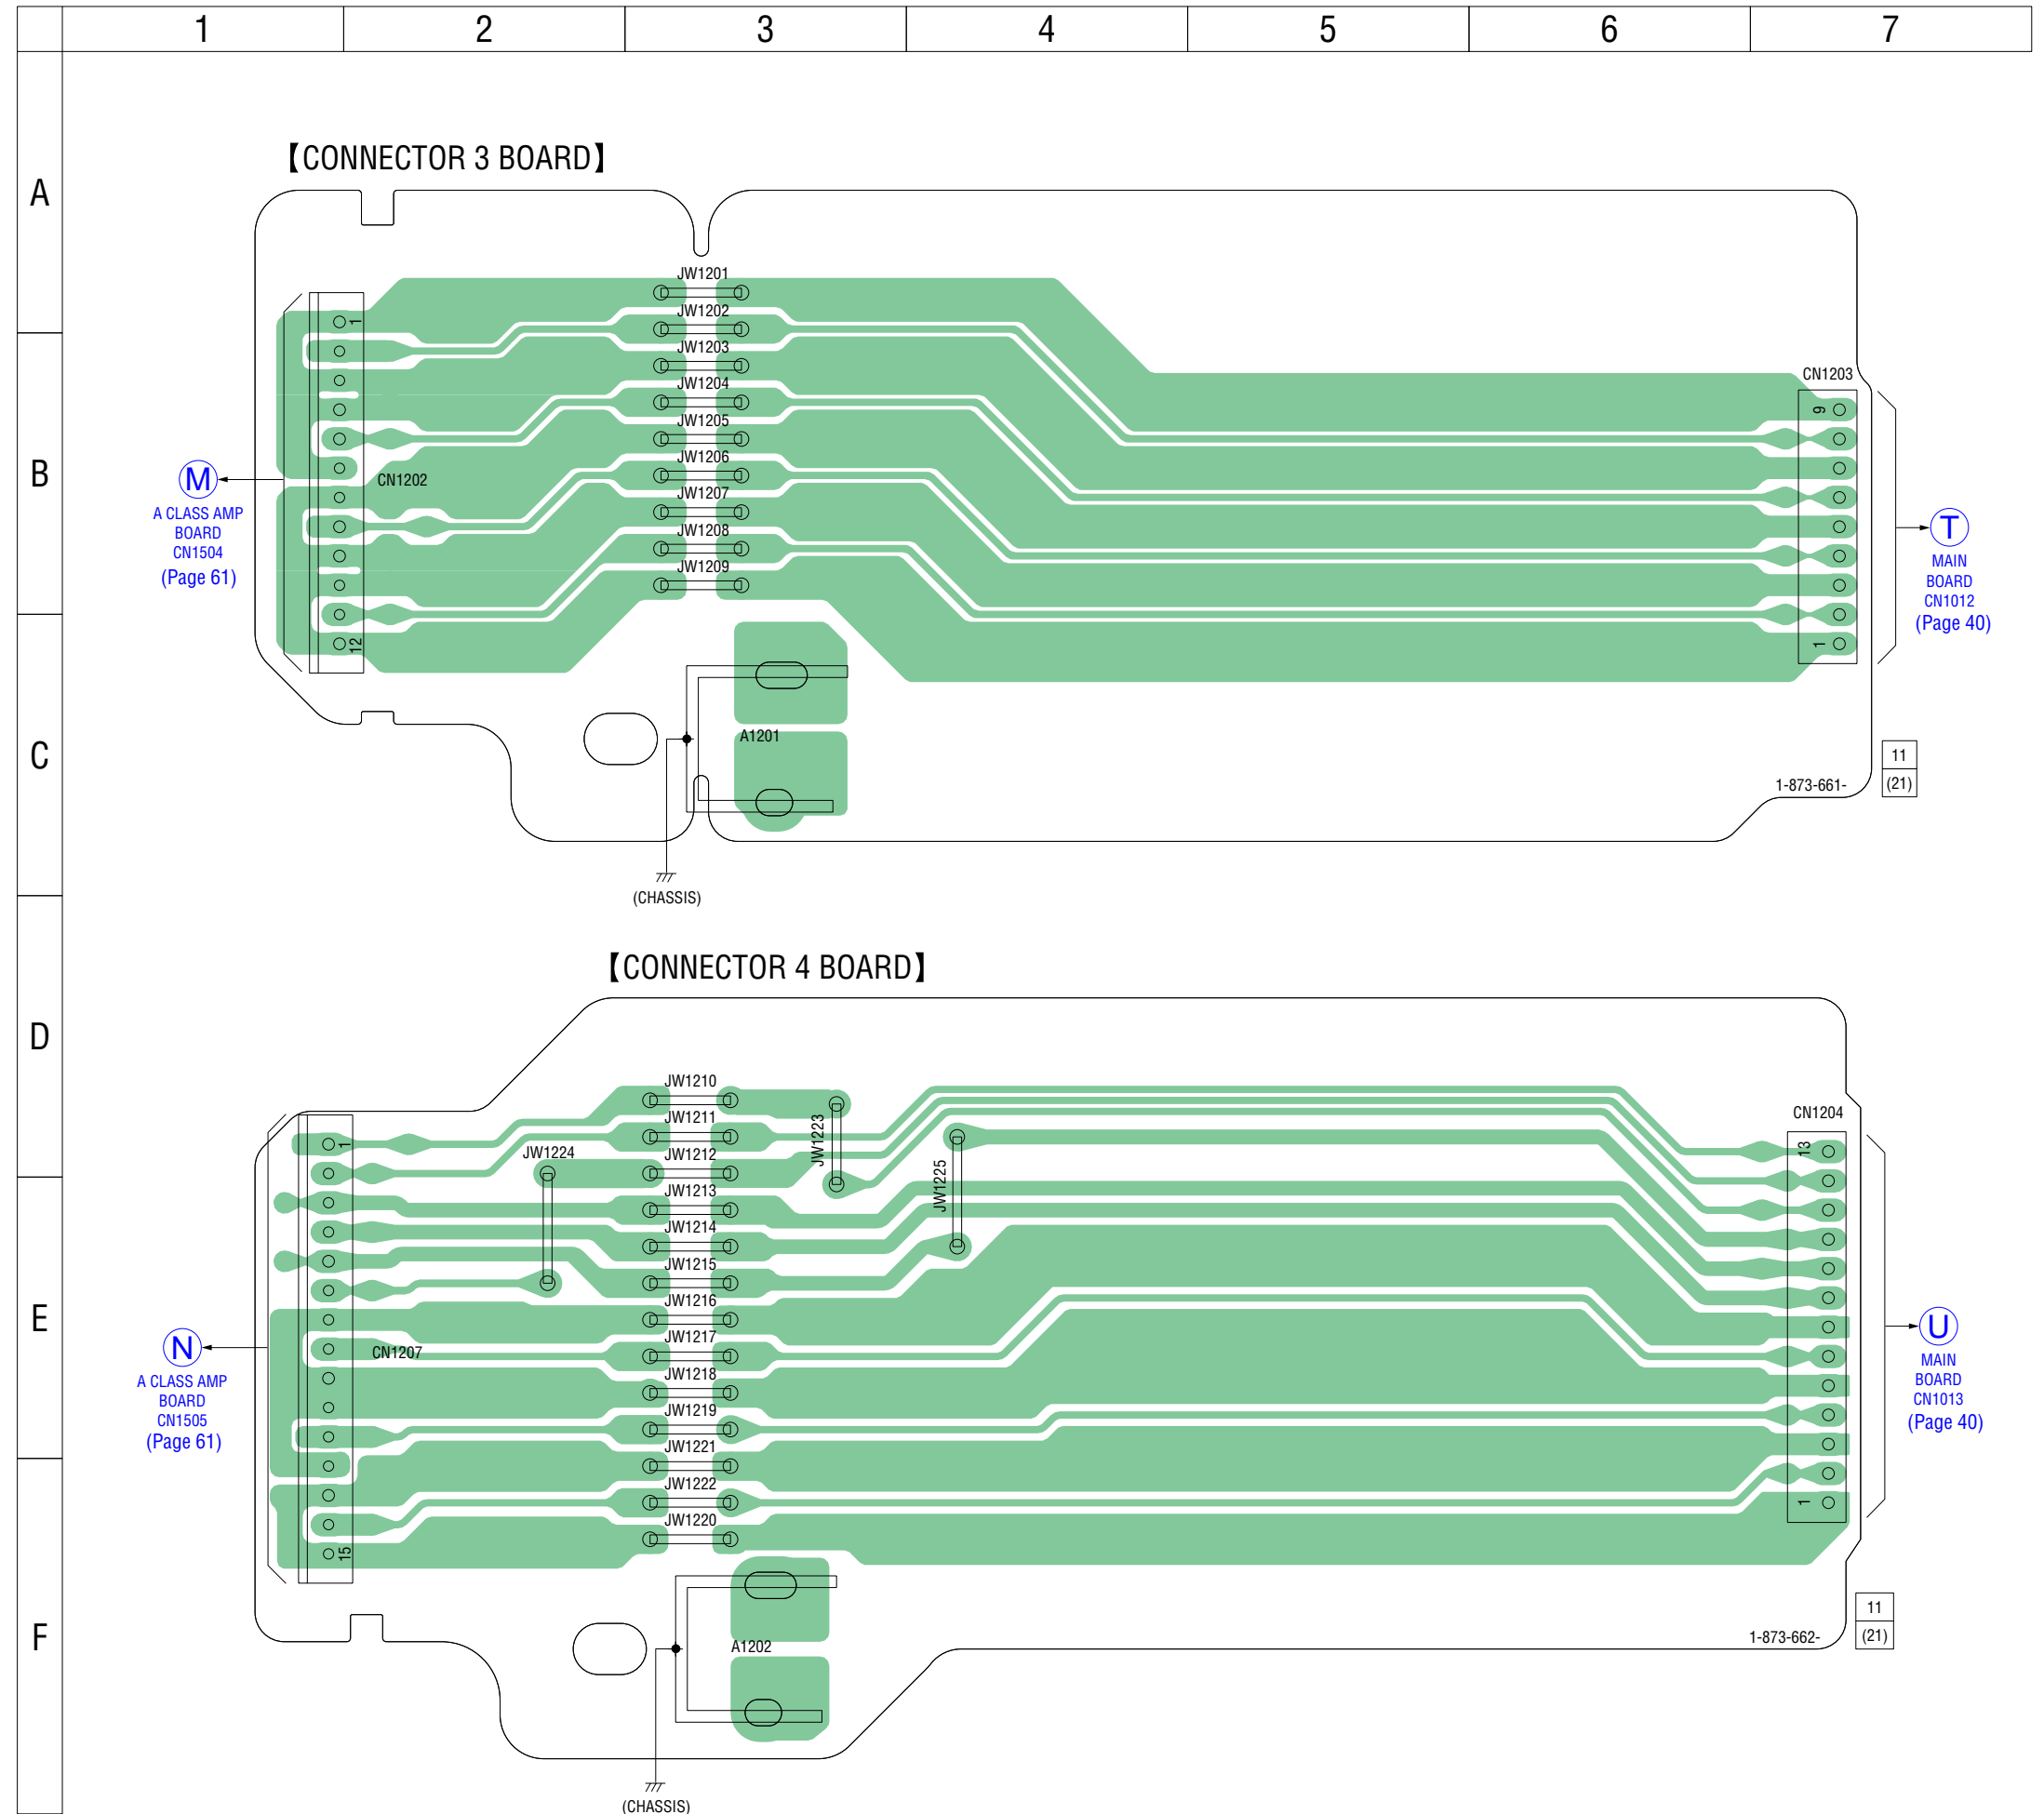 1 2 3 4 5 6 7
A
B
C
D
E
F
【CONNECTOR 3 BOARD】
JW1201
JW1202
JW1203
JW1204
JW1205
JW1206
JW1207
JW1208
JW1209
1
12
CN1202
M
A CLASS AMP
BOARD
CN1504
(Page 61)
CN1203
9
1
T
MAIN
BOARD
CN1012
(Page 40)
A1201
(CHASSIS)
1-873-661-
11
(21)
【CONNECTOR 4 BOARD】
JW1210
JW1211
JW1212
JW1213
JW1214
JW1215
JW1216
JW1217
JW1218
JW1219
JW1221
JW1222
JW1220
JW1223
JW1224
JW1225
1
15
CN1207
N
A CLASS AMP
BOARD
CN1505
(Page 61)
CN1204
13
1
U
MAIN
BOARD
CN1013
(Page 40)
A1202
(CHASSIS)
1-873-662-
11
(21)